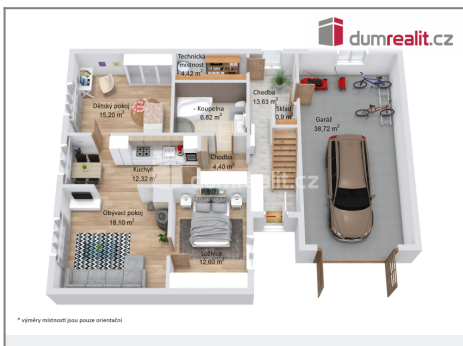 dumrealit.cz
Technická
místnost
4,42 m²
Dětský pokoj
15,20 m²
Koupelna
6,82 m²
Chodba
13,63 m²
Sklad
0,9 m²
Garáž
38,72 m²
Kuchyň
12,32 m²
Chodba
4,40 m²
Obývací pokoj
18,10 m²
Ložnice
12,60 m²
* výměry místností jsou pouze orientační